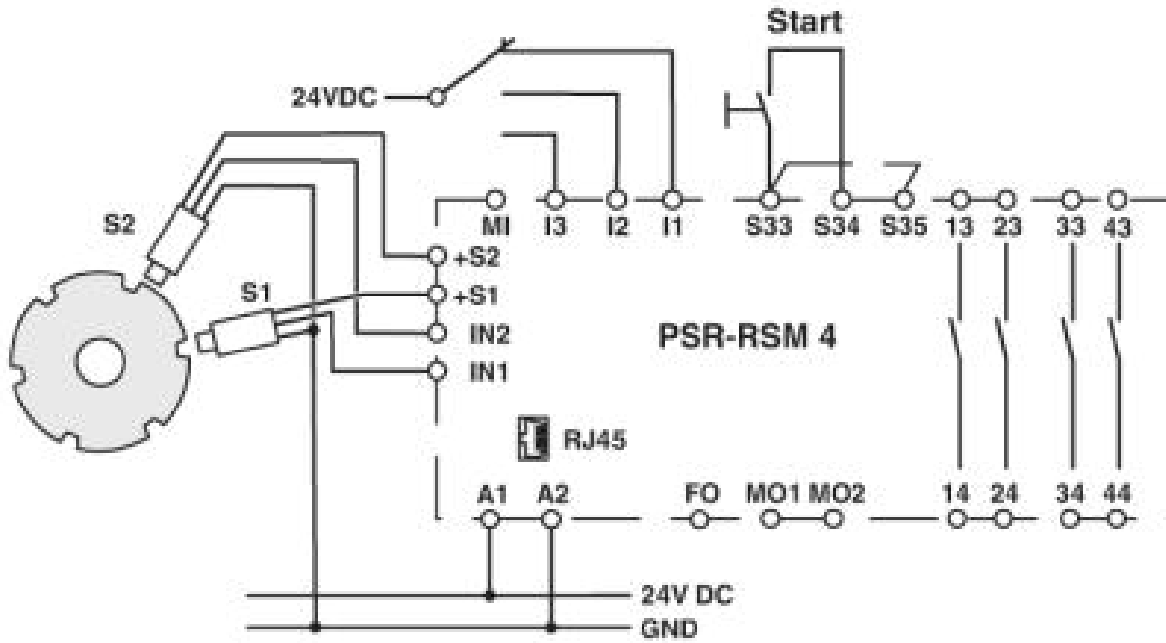 Start
24VDC
S2
MI I3 I2 I1 S33 S34 S35 13 23 33 43
+S2
S1
+S1
IN2
PSR-RSM 4
IN1
RJ45
A1 A2 FO MO1 MO2 14 24 34 44
24V DC
GND